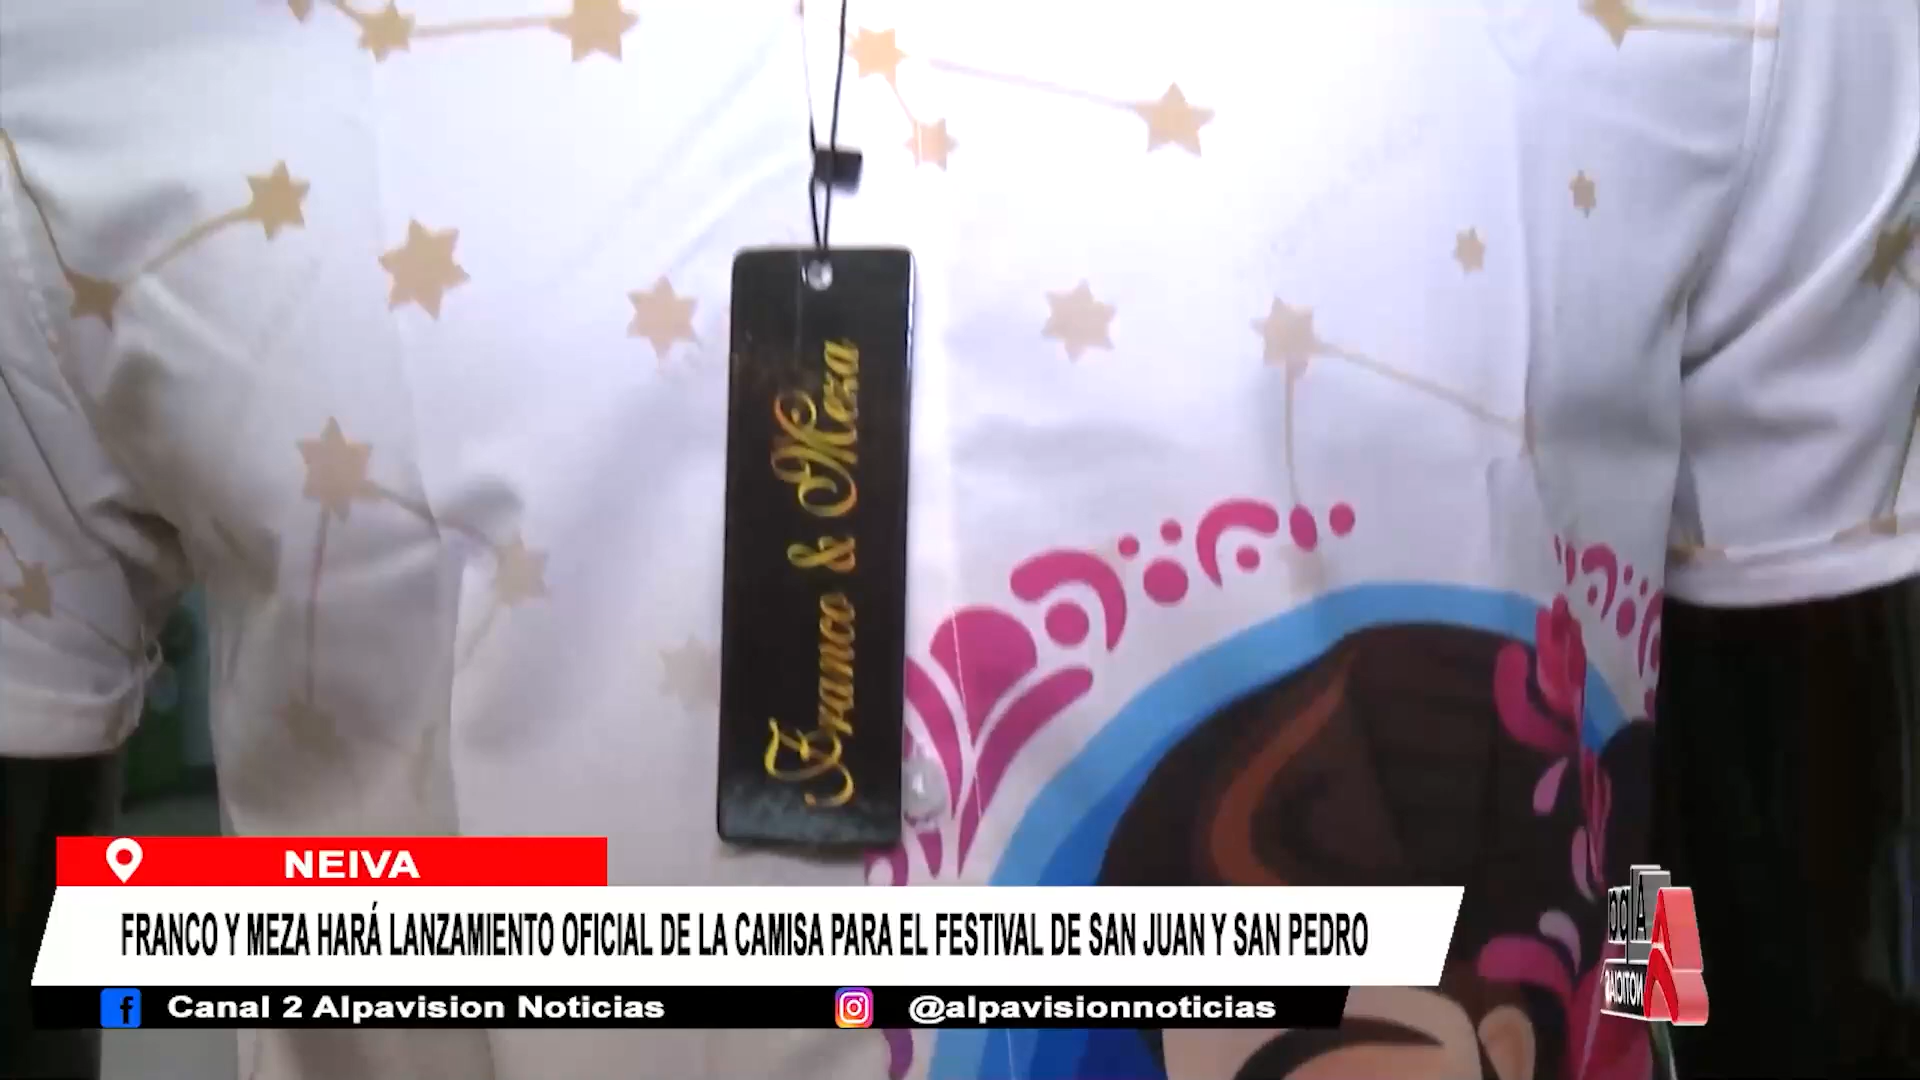 Franco & Meza
NEIVA
FRANCO Y MEZA HARÁ LANZAMIENTO OFICIAL DE LA CAMISA PARA EL FESTIVAL DE SAN JUAN Y SAN PEDRO
Canal 2 Alpavision Noticias
@alpavisionnoticias